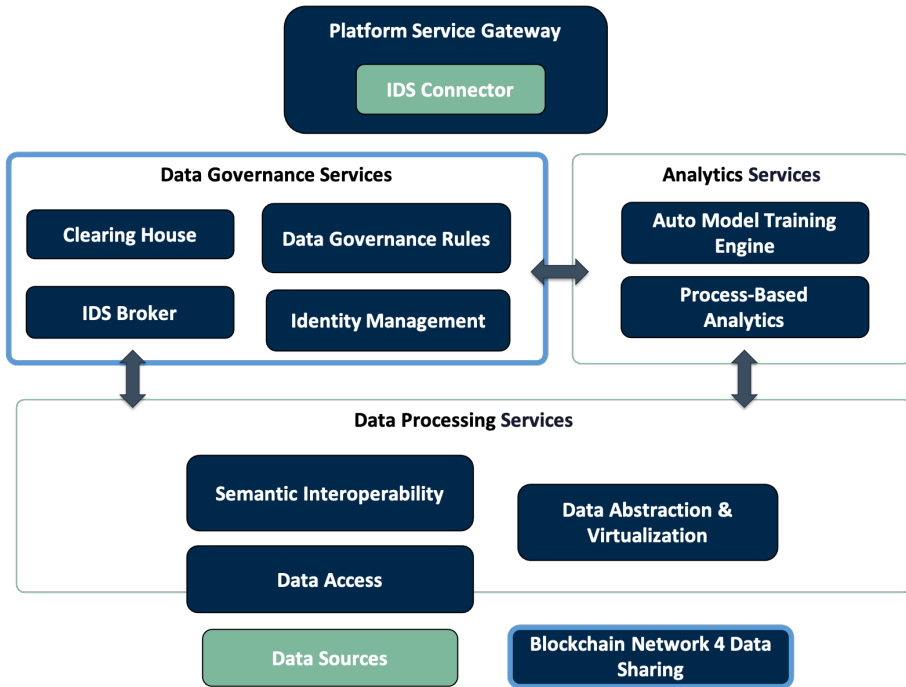 Platform Service Gateway
IDS Connector
Data Governance Services
Clearing House
Data Governance Rules
IDS Broker
Identity Management
Analytics Services
Auto Model Training
Engine
Process-Based
Analytics
Data Processing Services
Semantic Interoperability
Data Abstraction &
Virtualization
Data Access
Data Sources
Blockchain Network 4 Data
Sharing